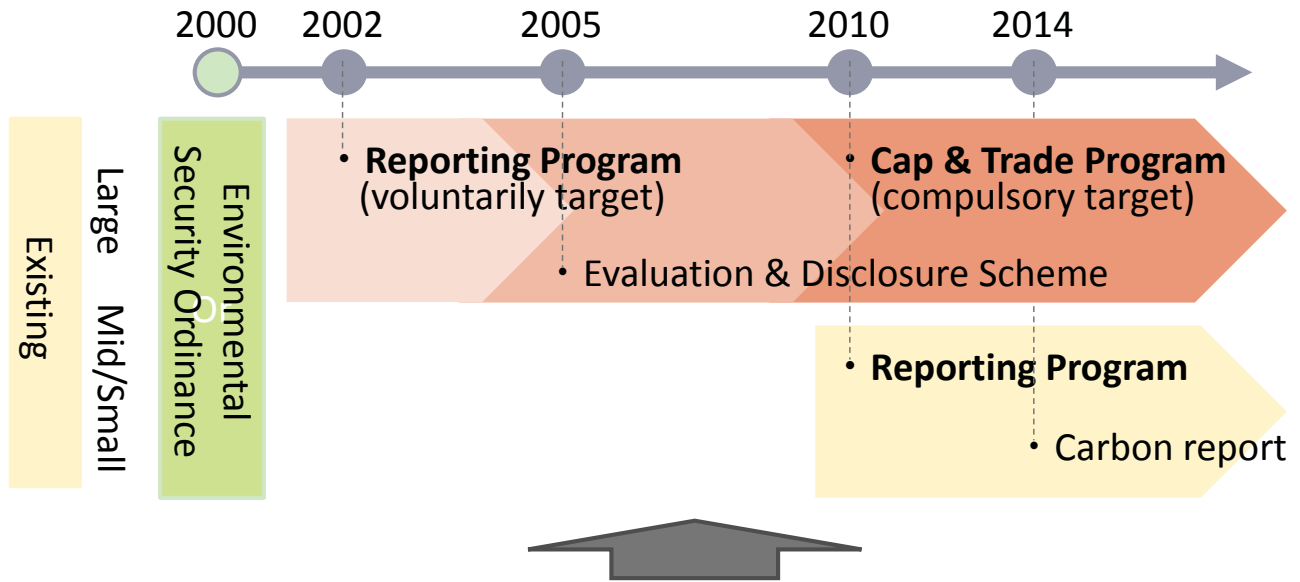 2000
2002
2005
2010
2014
Existing
Large
Mid/Small
Environmental
Security Ordinance
Or
• Reporting Program
(voluntarily target)
• Evaluation & Disclosure Scheme
• Cap & Trade Program
(compulsory target)
• Reporting Program
• Carbon report